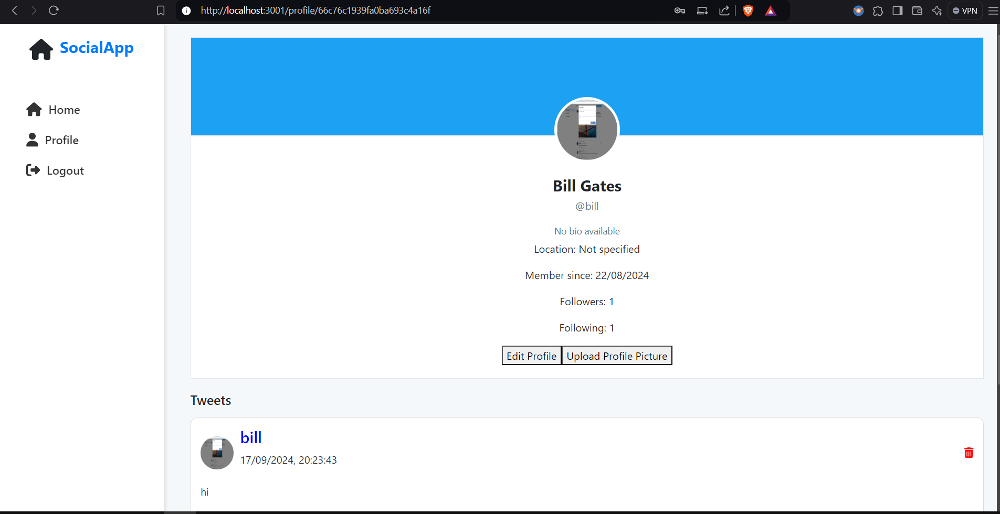 http://localhost:3001/profile/66c76c1939fa0ba693c4a16f
VPN
SocialApp
Home
Profile
Logout
Bill Gates
@bill
No bio available
Location: Not specified
Member since: 22/08/2024
Followers: 1
Following: 1
Edit Profile
Upload Profile Picture
Tweets
bill
17/09/2024, 20:23:43
hi